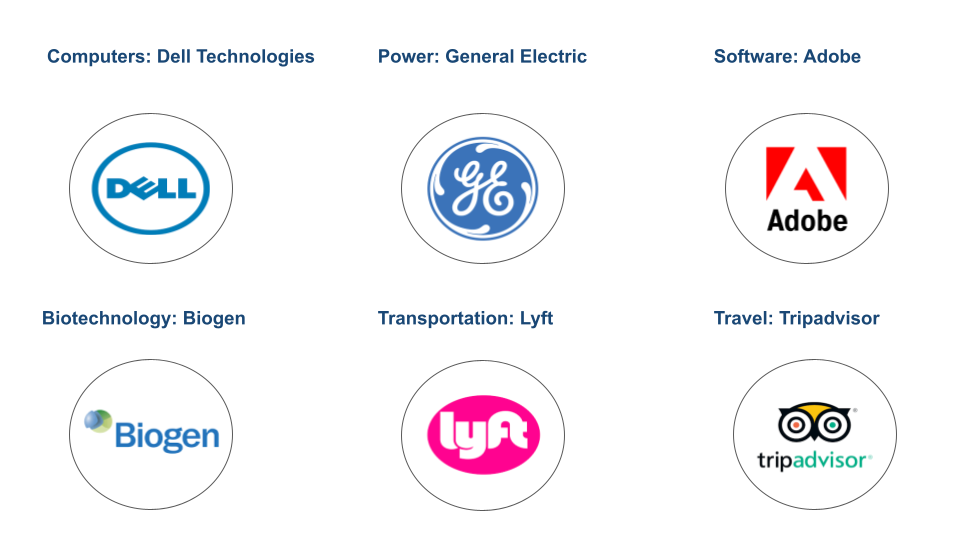 Computers: Dell Technologies
Power: General Electric
Software: Adobe
DELL
GE
Adobe
Biotechnology: Biogen
Transportation: Lyft
Travel: Tripadvisor
Biogen
lyft
tripadvisor®